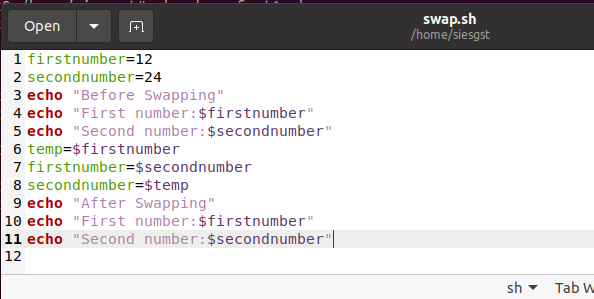 Open
swap.sh
/home/siesgst
1 firstnumber=12
2 secondnumber=24
3 echo "Before Swapping"
4 echo "First number:$firstnumber"
5 echo "Second number:$secondnumber"
6 temp=$firstnumber
7 firstnumber=$secondnumber
8 secondnumber=$temp
9 echo "After Swapping"
10 echo "First number:$firstnumber"
11 echo "Second number:$secondnumber"
12
sh Tab W